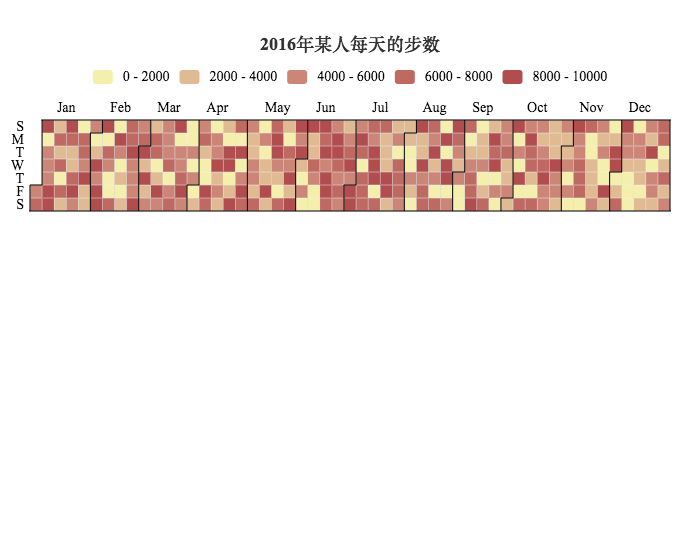 2016年某人每天的步数
0 - 2000 2000 - 4000 4000 - 6000 6000 - 8000 8000 - 10000
Jan Feb Mar Apr May Jun Jul Aug Sep Oct Nov Dec
S
M
T
W
T
F
S